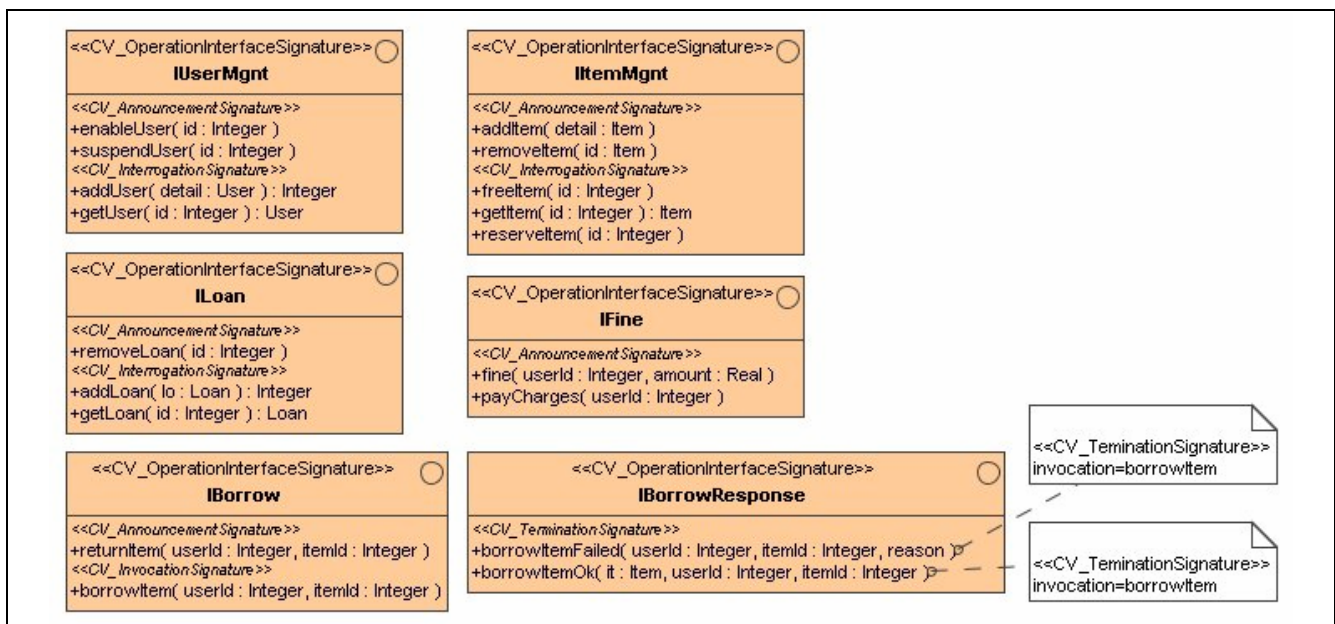 <<CV_OperationInterfaceSignature>>
IUserMgnt
<<CV_AnnouncementSignature>>
+enableUser( id : Integer )
+suspendUser( id : Integer )
<<CV_InterrogationSignature>>
+addUser( detail : User ) : Integer
+getUser( id : Integer ) : User
<<CV_OperationInterfaceSignature>>
IItemMgnt
<<CV_AnnouncementSignature>>
+addItem( detail : Item )
+removeItem( id : Item )
<<CV_InterrogationSignature>>
+freeItem( id : Integer )
+getItem( id : Integer ) : Item
+reserveItem( id : Integer )
<<CV_OperationInterfaceSignature>>
ILoan
<<CV_AnnouncementSignature>>
+removeLoan( id : Integer )
<<CV_InterrogationSignature>>
+addLoan( lo : Loan ) : Integer
+getLoan( id : Integer ) : Loan
<<CV_OperationInterfaceSignature>>
IFine
<<CV_AnnouncementSignature>>
+fine( userId : Integer, amount : Real )
+payCharges( userId : Integer )
<<CV_OperationInterfaceSignature>>
IBorrow
<<CV_AnnouncementSignature>>
+returnItem( userId : Integer, itemId : Integer )
<<CV_InvocationSignature>>
+borrowItem( userId : Integer, itemId : Integer )
<<CV_OperationInterfaceSignature>>
IBorrowResponse
<<CV_TerminationSignature>>
+borrowItemFailed( userId : Integer, itemId : Integer, reason )
+borrowItemOk( it : Item, userId : Integer, itemId : Integer )
<<CV_TeminationSignature>>
invocation=borrowItem
<<CV_TeminationSignature>>
invocation=borrowItem